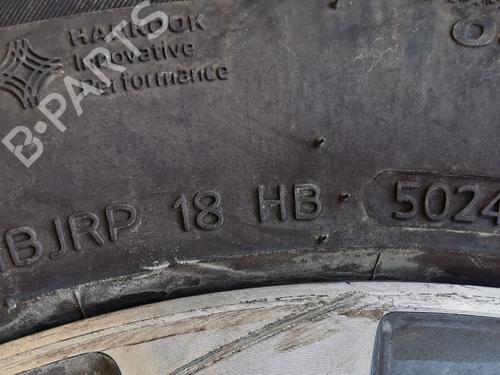 HANKOOK
Innovative
Performance
B-PARTS
BJRP 18 HB 5024